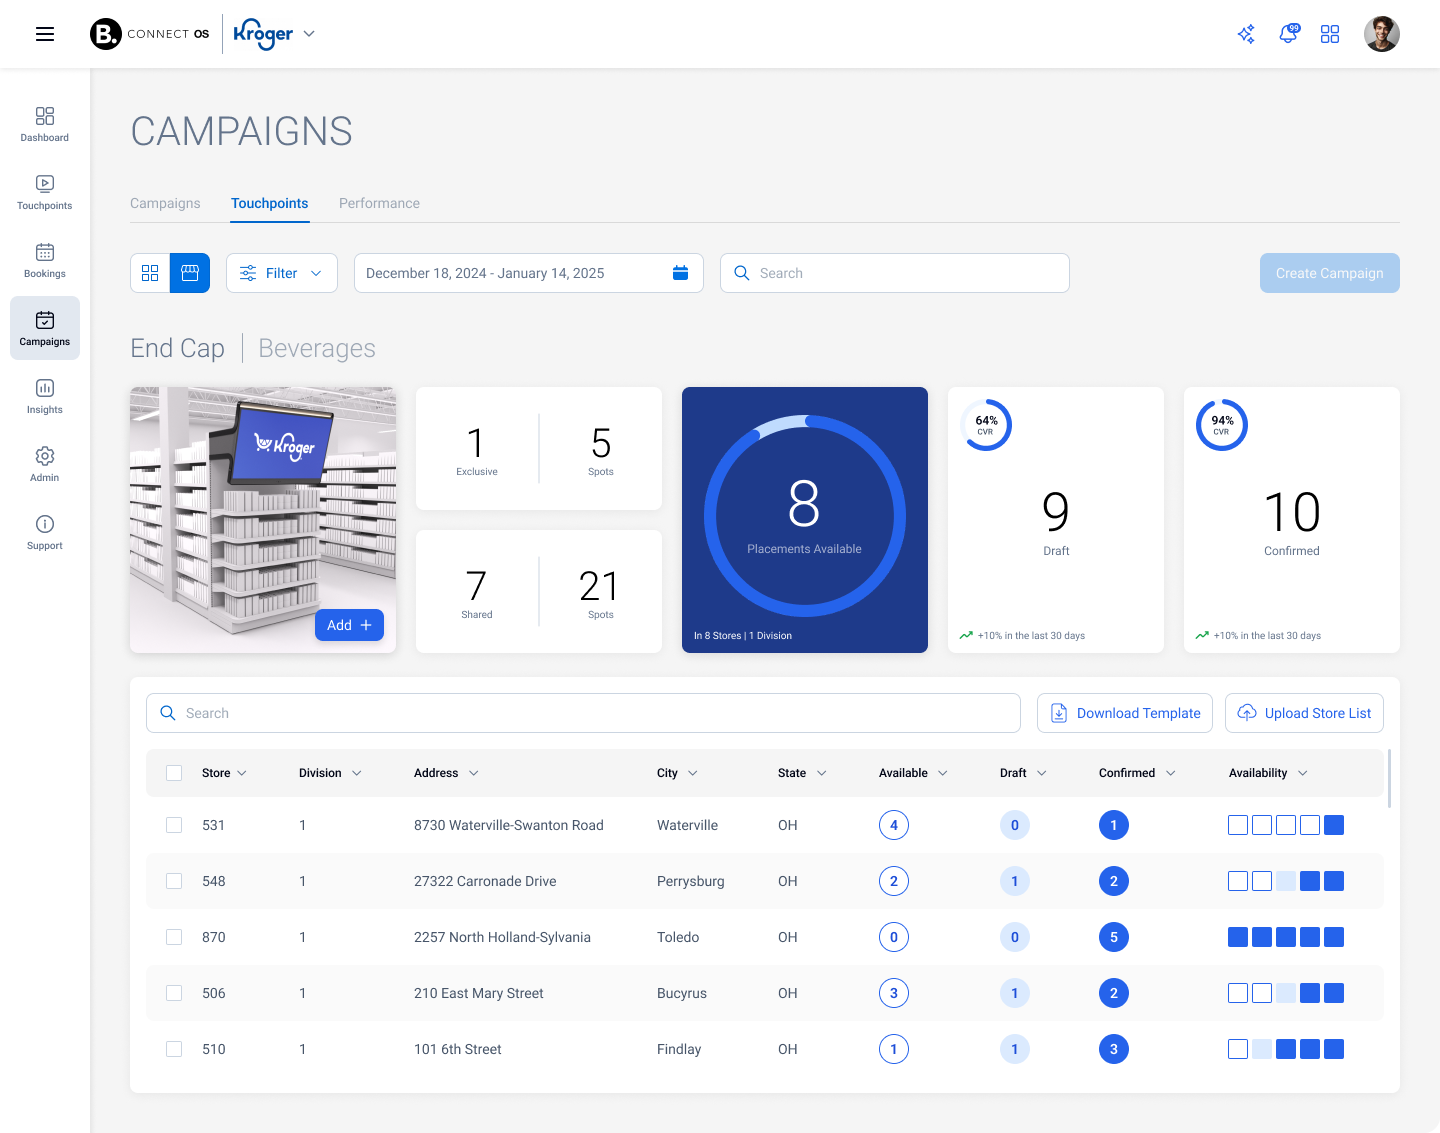 B. CONNECT OS Kroger 99
Dashboard
Touchpoints
Bookings
Campaigns
Insights
Admin
Support
CAMPAIGNS
Campaigns Touchpoints Performance
Filter December 18, 2024 - January 14, 2025 Search Create Campaign
End Cap Beverages
Kroger
Add
1 5
Exclusive Spots
7 21
Shared Spots
8
Placements Available
In 8 Stores | 1 Division
64%
CVR
9
Draft
+10% in the last 30 days
94%
CVR
10
Confirmed
+10% in the last 30 days
Search Download Template Upload Store List
Store Division Address City State Available Draft Confirmed Availability
531 1 8730 Waterville-Swanton Road Waterville OH 4 0 1
548 1 27322 Carronade Drive Perrysburg OH 2 1 2
870 1 2257 North Holland-Sylvania Toledo OH 0 0 5
506 1 210 East Mary Street Bucyrus OH 3 1 2
510 1 101 6th Street Findlay OH 1 1 3